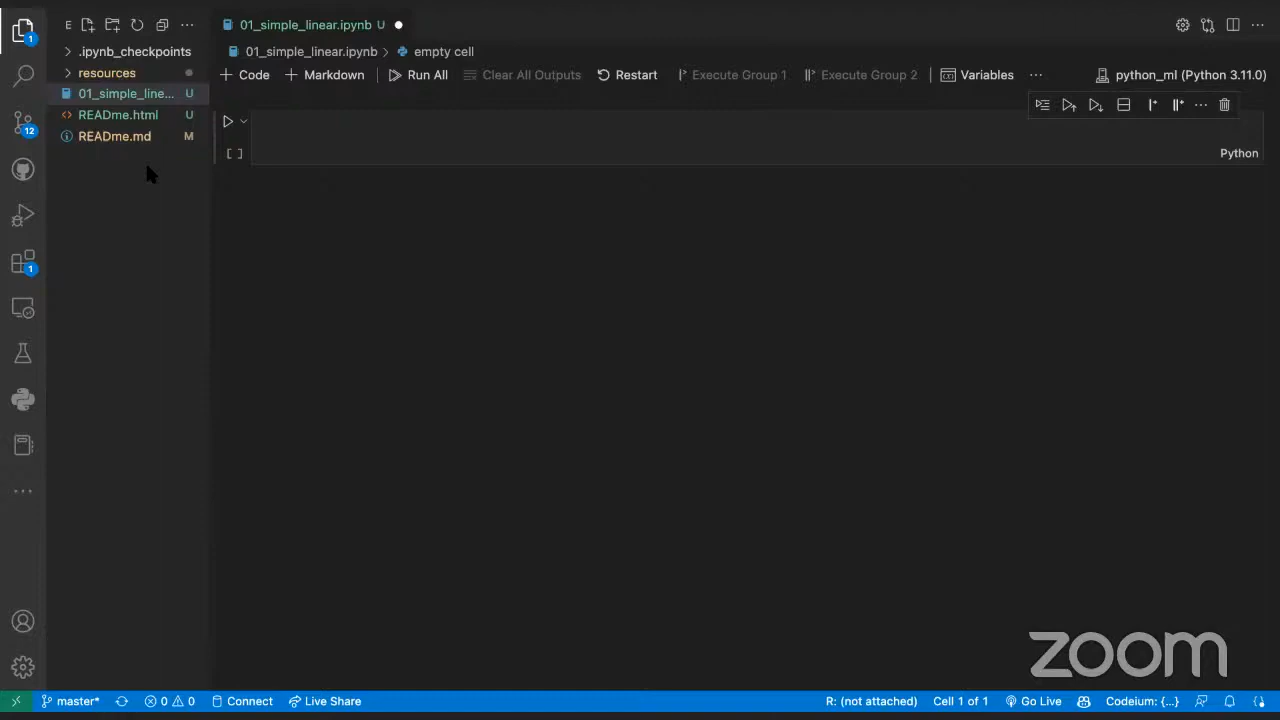 E
01_simple_linear.ipynb U
.ipynb_checkpoints
01_simple_linear.ipynb > empty cell
resources
Code
Markdown
Run All
Clear All Outputs
Restart
Execute Group 1
Execute Group 2
Variables
python_ml (Python 3.11.0)
1
01_simple_line... U
READme.html U
READme.md M
12
[ ]
Python
1
zoom
master*
0 0
Connect
Live Share
R: (not attached)
Cell 1 of 1
Go Live
Codeium: {...}